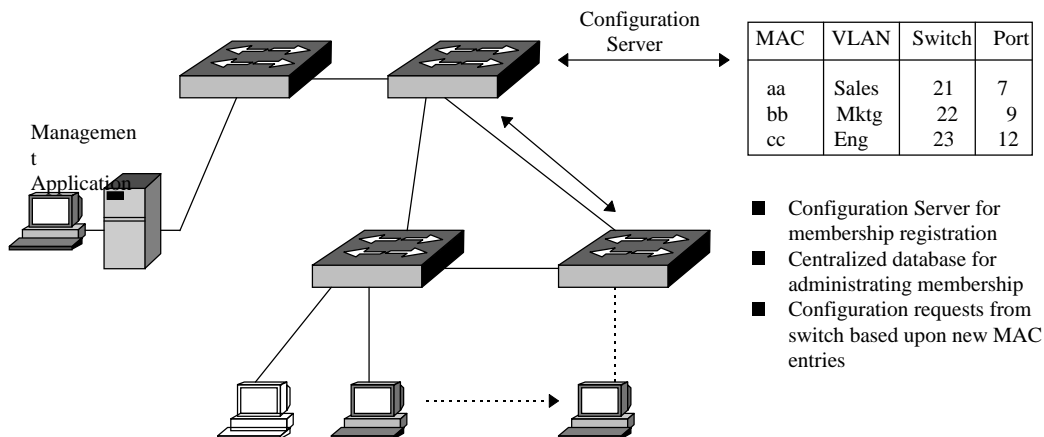 Configuration
Server
MAC VLAN Switch Port
aa Sales 21 7
bb Mktg 22 9
cc Eng 23 12
Managemen
t
Application
■ Configuration Server for
membership registration
■ Centralized database for
administrating membership
■ Configuration requests from
switch based upon new MAC
entries